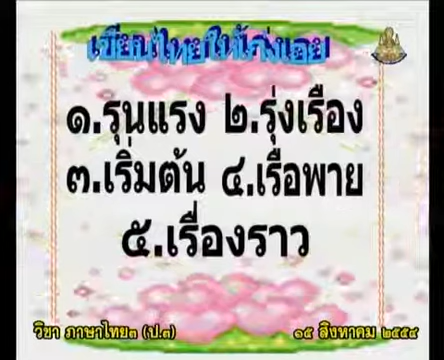 เขียนไทยให้เก่งเอย
๑.รุนแรง ๒.รุ่งเรือง
๓.เริ่มต้น ๔.เรือพาย
๕.เรื่องราว
วิชา ภาษาไทย๓ (ป.๓) ๑๕ สิงหาคม ๒๕๕๔